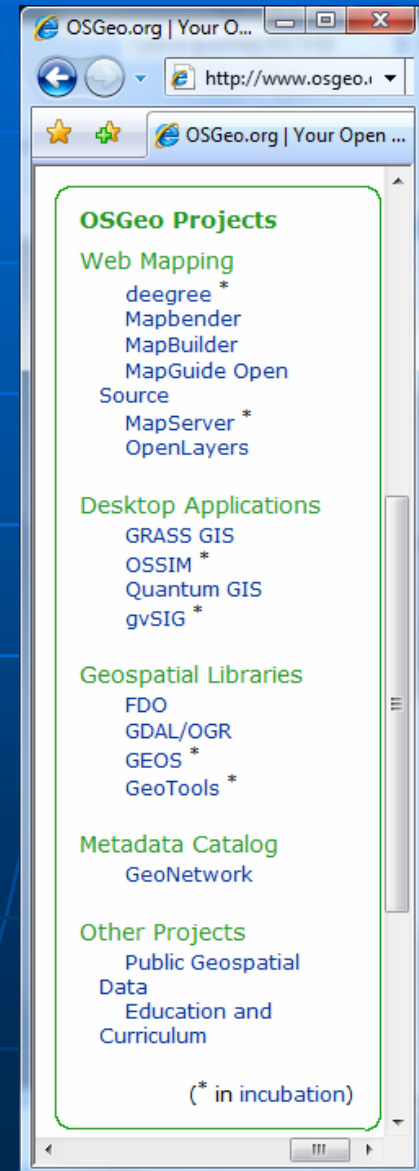 OSGeo.org | Your O...
http://www.osgeo.
OSGeo.org | Your Open ...
OSGeo Projects
Web Mapping
deegree *
Mapbender
MapBuilder
MapGuide Open
Source
MapServer *
OpenLayers
Desktop Applications
GRASS GIS
OSSIM *
Quantum GIS
gvSIG *
Geospatial Libraries
FDO
GDAL/OGR
GEOS *
GeoTools *
Metadata Catalog
GeoNetwork
Other Projects
Public Geospatial
Data
Education and
Curriculum
(* in incubation)